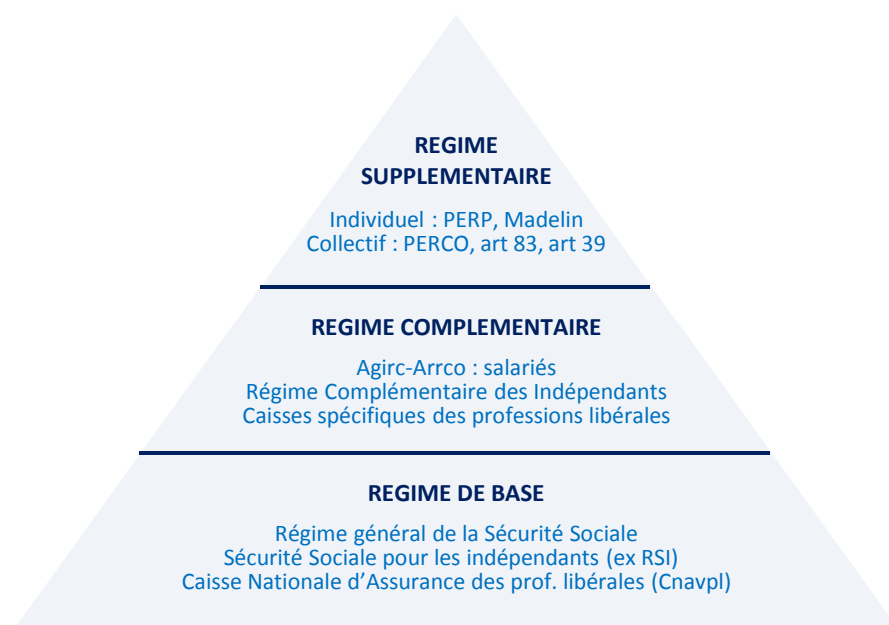 REGIME
SUPPLEMENTAIRE
Individuel : PERP, Madelin
Collectif : PERCO, art 83, art 39
REGIME COMPLEMENTAIRE
Agirc-Arrco : salariés
Régime Complémentaire des Indépendants
Caisses spécifiques des professions libérales
REGIME DE BASE
Régime général de la Sécurité Sociale
Sécurité Sociale pour les indépendants (ex RSI)
Caisse Nationale d’Assurance des prof. libérales (Cnavpl)